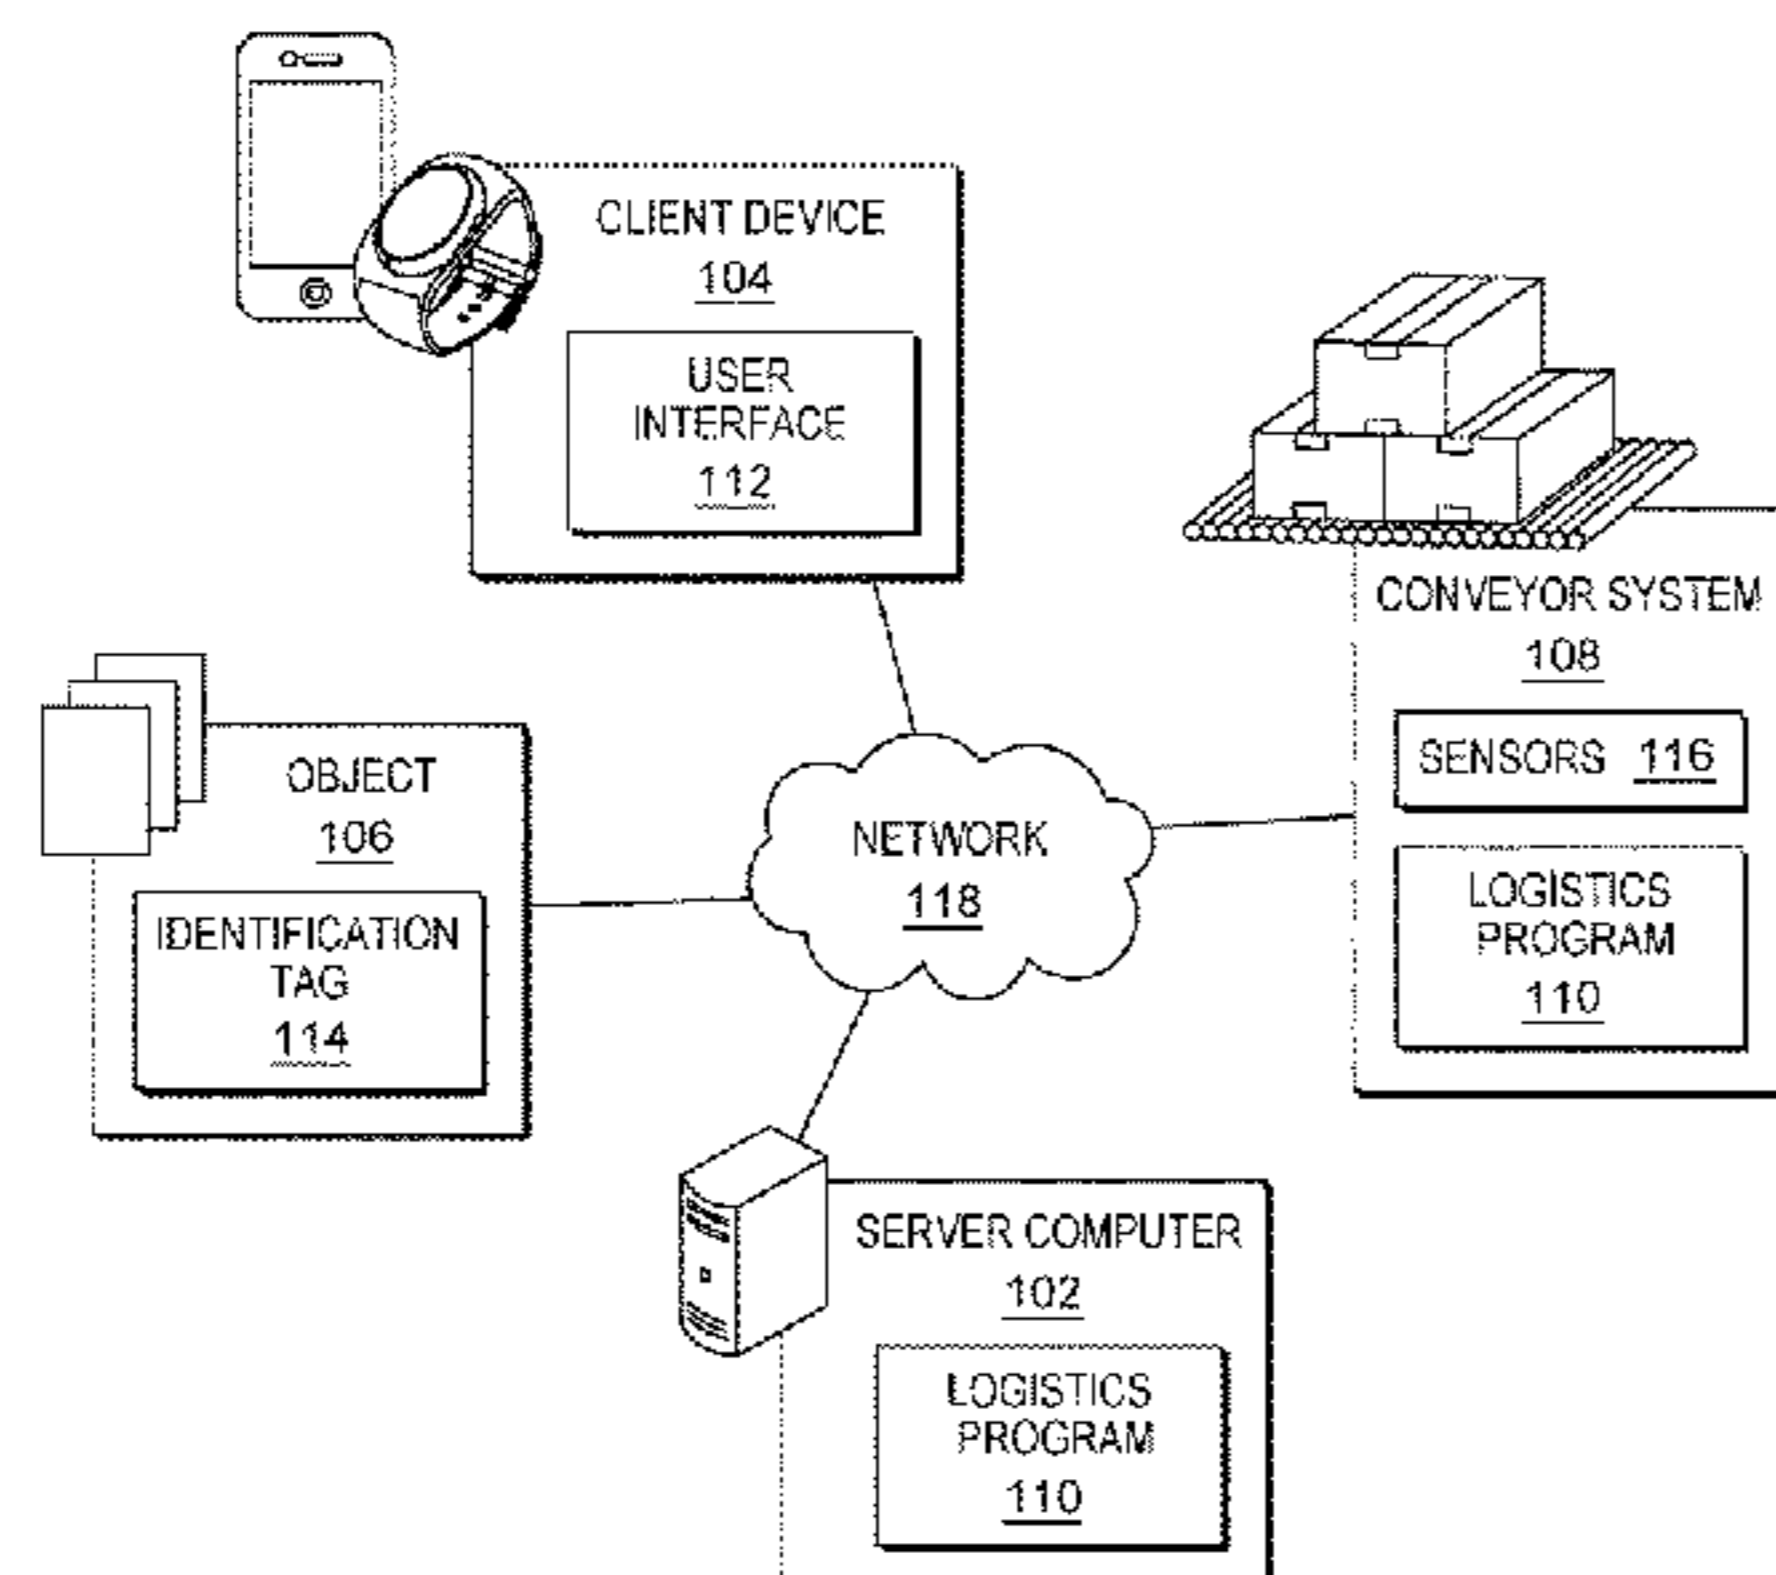 CLIENT DEVICE
104
USER
INTERFACE
112
CONVEYOR SYSTEM
108
SENSORS 116
LOGISTICS
PROGRAM
110
OBJECT
106
IDENTIFICATION
TAG
114
NETWORK
118
SERVER COMPUTER
102
LOGISTICS
PROGRAM
110